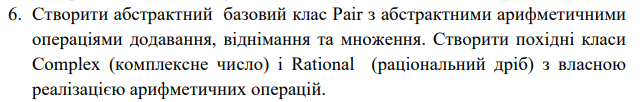 6. Створити абстрактний базовий клас Pair з абстрактними арифметичними
операціями додавання, віднімання та множення. Створити похідні класи
Complex (комплексне число) і Rational (раціональний дріб) з власною
реалізацією арифметичних операцій.